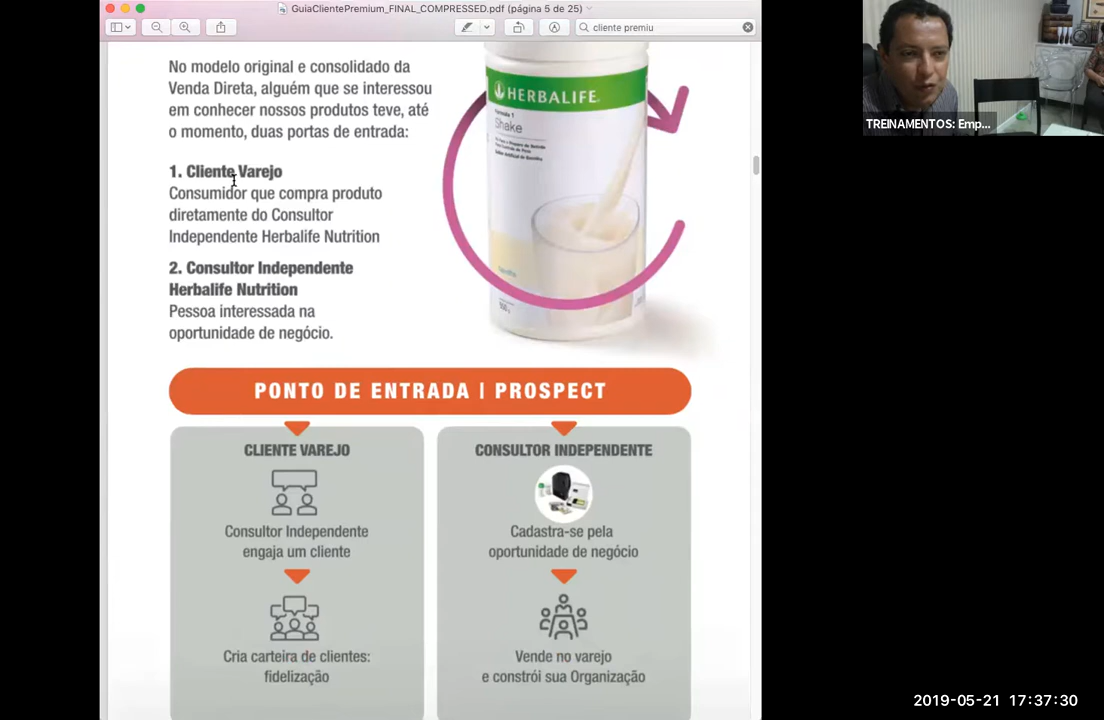 GuiaClientePremium_FINAL_COMPRESSED.pdf (página 5 de 25)
cliente premiu
No modelo original e consolidado da
Venda Direta, alguém que se interessou
em conhecer nossos produtos teve, até
o momento, duas portas de entrada:
1. Cliente Varejo
Consumidor que compra produto
diretamente do Consultor
Independente Herbalife Nutrition
2. Consultor Independente
Herbalife Nutrition
Pessoa interessada na
oportunidade de negócio.
HERBALIFE
Fórmula 1
Shake
PONTO DE ENTRADA | PROSPECT
CLIENTE VAREJO
Consultor Independente
engaja um cliente
Cria carteira de clientes:
fidelização
CONSULTOR INDEPENDENTE
Cadastra-se pela
oportunidade de negócio
Vende no varejo
e constrói sua Organização
TREINAMENTOS: Emp...
2019-05-21 17:37:30